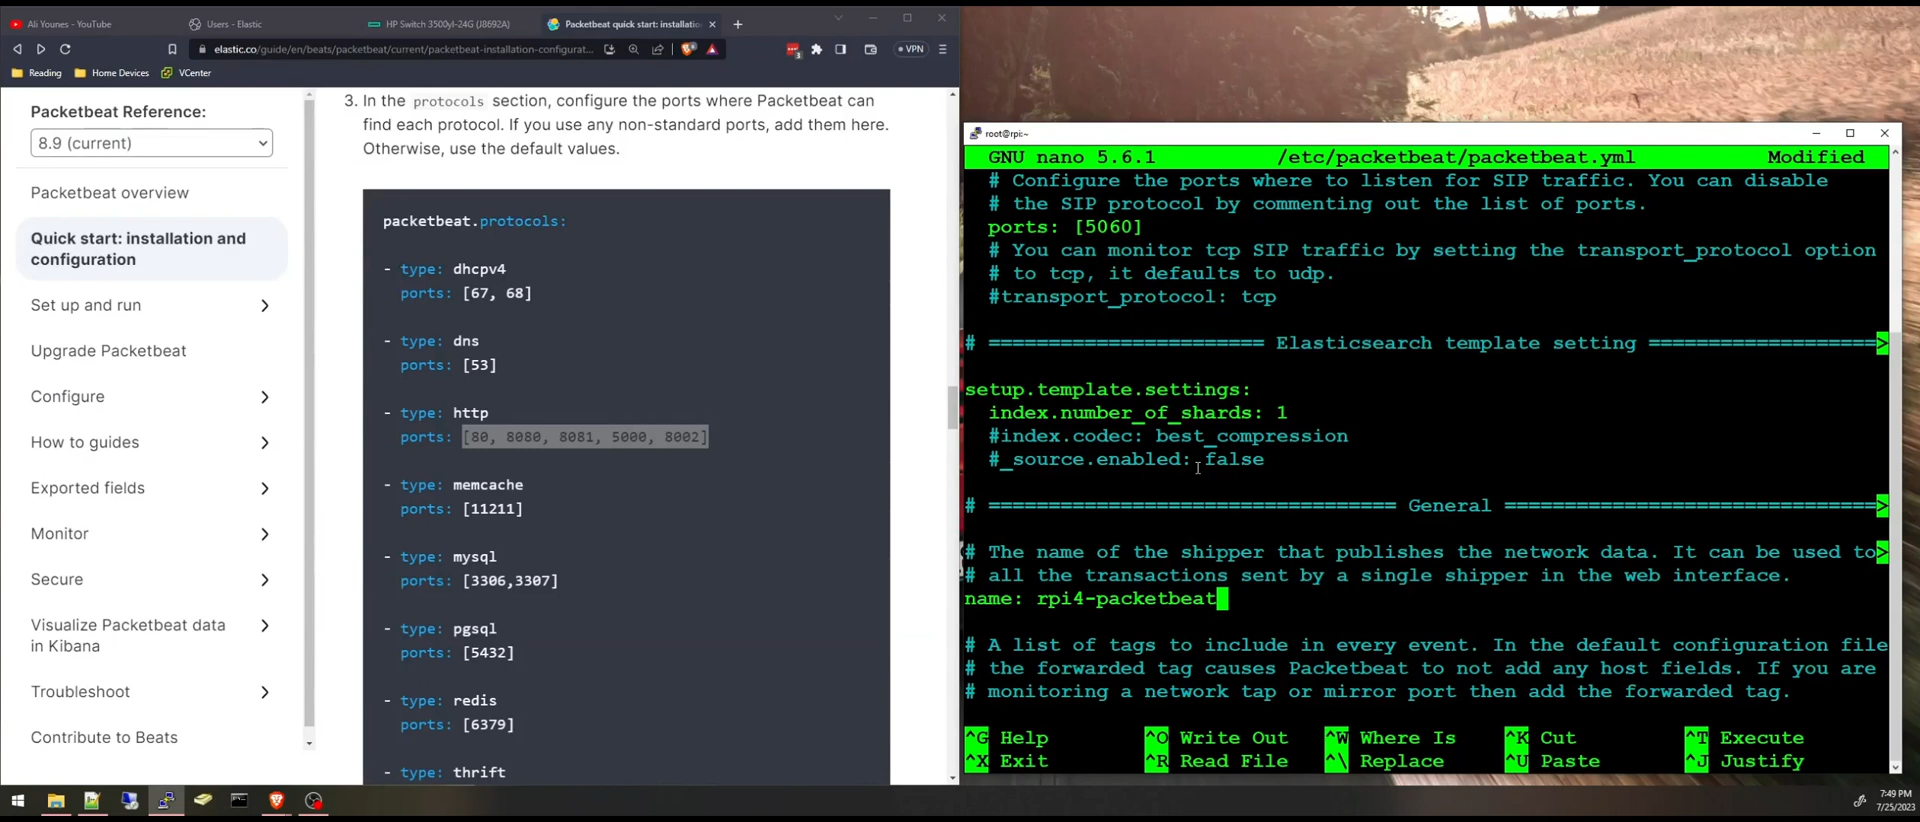 Ali Younes - YouTube
Users - Elastic
HP Switch 3500yl-24G (J8692A)
Packetbeat quick start: installatio
elastic.co/guide/en/beats/packetbeat/current/packetbeat-installation-configurat...
VPN
Reading
Home Devices
VCenter
Packetbeat Reference:
8.9 (current)
Packetbeat overview
Quick start: installation and
configuration
Set up and run
Upgrade Packetbeat
Configure
How to guides
Exported fields
Monitor
Secure
Visualize Packetbeat data
in Kibana
Troubleshoot
Contribute to Beats
3. In the protocols section, configure the ports where Packetbeat can
find each protocol. If you use any non-standard ports, add them here.
Otherwise, use the default values.
packetbeat.protocols:
- type: dhcpv4
ports: [67, 68]
- type: dns
ports: [53]
- type: http
ports: [80, 8080, 8081, 5000, 8002]
- type: memcache
ports: [11211]
- type: mysql
ports: [3306,3307]
- type: pgsql
ports: [5432]
- type: redis
ports: [6379]
- type: thrift
root@rpi:~
GNU nano 5.6.1 /etc/packetbeat/packetbeat.yml Modified
# Configure the ports where to listen for SIP traffic. You can disable
# the SIP protocol by commenting out the list of ports.
ports: [5060]
# You can monitor tcp SIP traffic by setting the transport_protocol option
# to tcp, it defaults to udp.
#transport_protocol: tcp
# ======================= Elasticsearch template setting ===================>
setup.template.settings:
index.number_of_shards: 1
#index.codec: best_compression
#_source.enabled: false
# ================================== General ===============================>
# The name of the shipper that publishes the network data. It can be used to>
# all the transactions sent by a single shipper in the web interface.
name: rpi4-packetbeat
# A list of tags to include in every event. In the default configuration file
# the forwarded tag causes Packetbeat to not add any host fields. If you are
# monitoring a network tap or mirror port then add the forwarded tag.
^G Help ^O Write Out ^W Where Is ^K Cut ^T Execute
^X Exit ^R Read File ^\ Replace ^U Paste ^J Justify
7:49 PM
7/25/2023